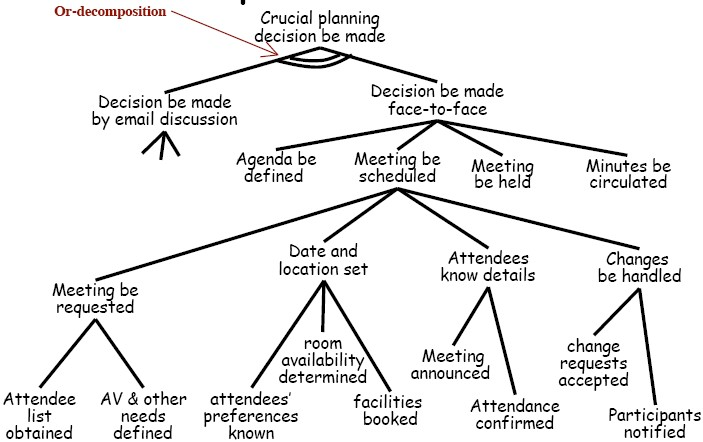 Or-decomposition
Crucial planning
decision be made
Decision be made
by email discussion
Decision be made
face-to-face
Agenda be
defined
Meeting be
scheduled
Meeting
be held
Minutes be
circulated
Meeting be
requested
Date and
location set
Attendees
know details
Changes
be handled
Attendee
list
obtained
AV & other
needs
defined
attendees’
preferences
known
room
availability
determined
facilities
booked
Meeting
announced
Attendance
confirmed
change
requests
accepted
Participants
notified